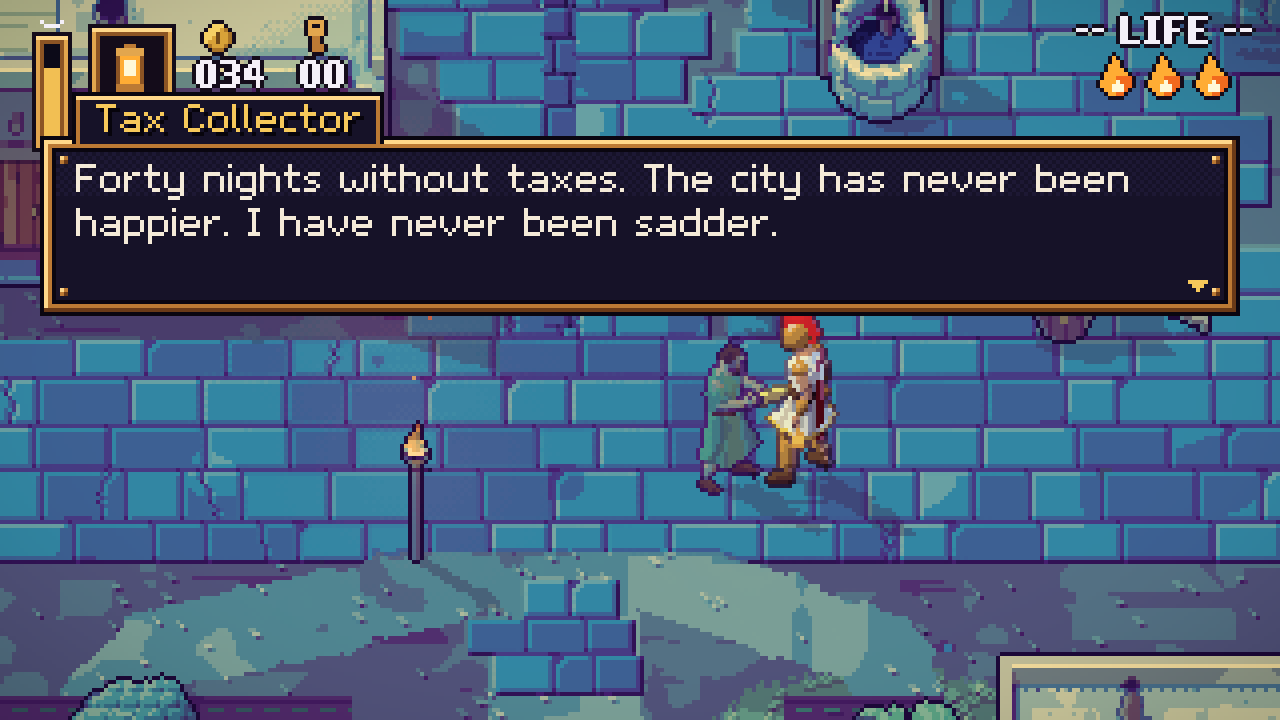 -- LIFE --
034 00
Tax Collector
Forty nights without taxes. The city has never been
happier. I have never been sadder.